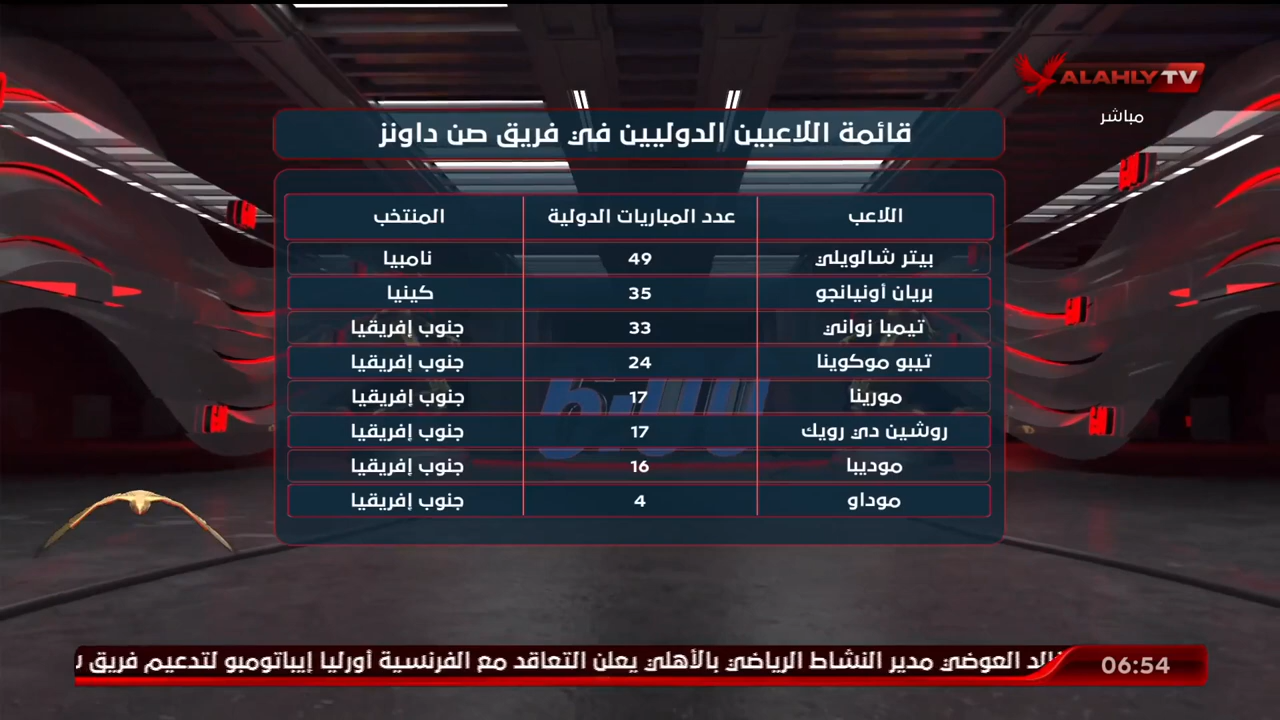 ALAHLY TV
مباشر
قائمة اللاعبين الدوليين في فريق صن داونز
اللاعب عدد المباريات الدولية المنتخب
بيتر شالويلي 49 نامبيا
بريان أونيانجو 35 كينيا
تيمبا زواني 33 جنوب إفريقيا
تيبو موكوينا 24 جنوب إفريقيا
مورينا 17 جنوب إفريقيا
روشين دي رويك 17 جنوب إفريقيا
موديبا 16 جنوب إفريقيا
موداو 4 جنوب إفريقيا
06:54
العوضي مدير النشاط الرياضي بالأهلي يعلن التعاقد مع الفرنسية أورليا إيباتومبو لتدعيم فريق